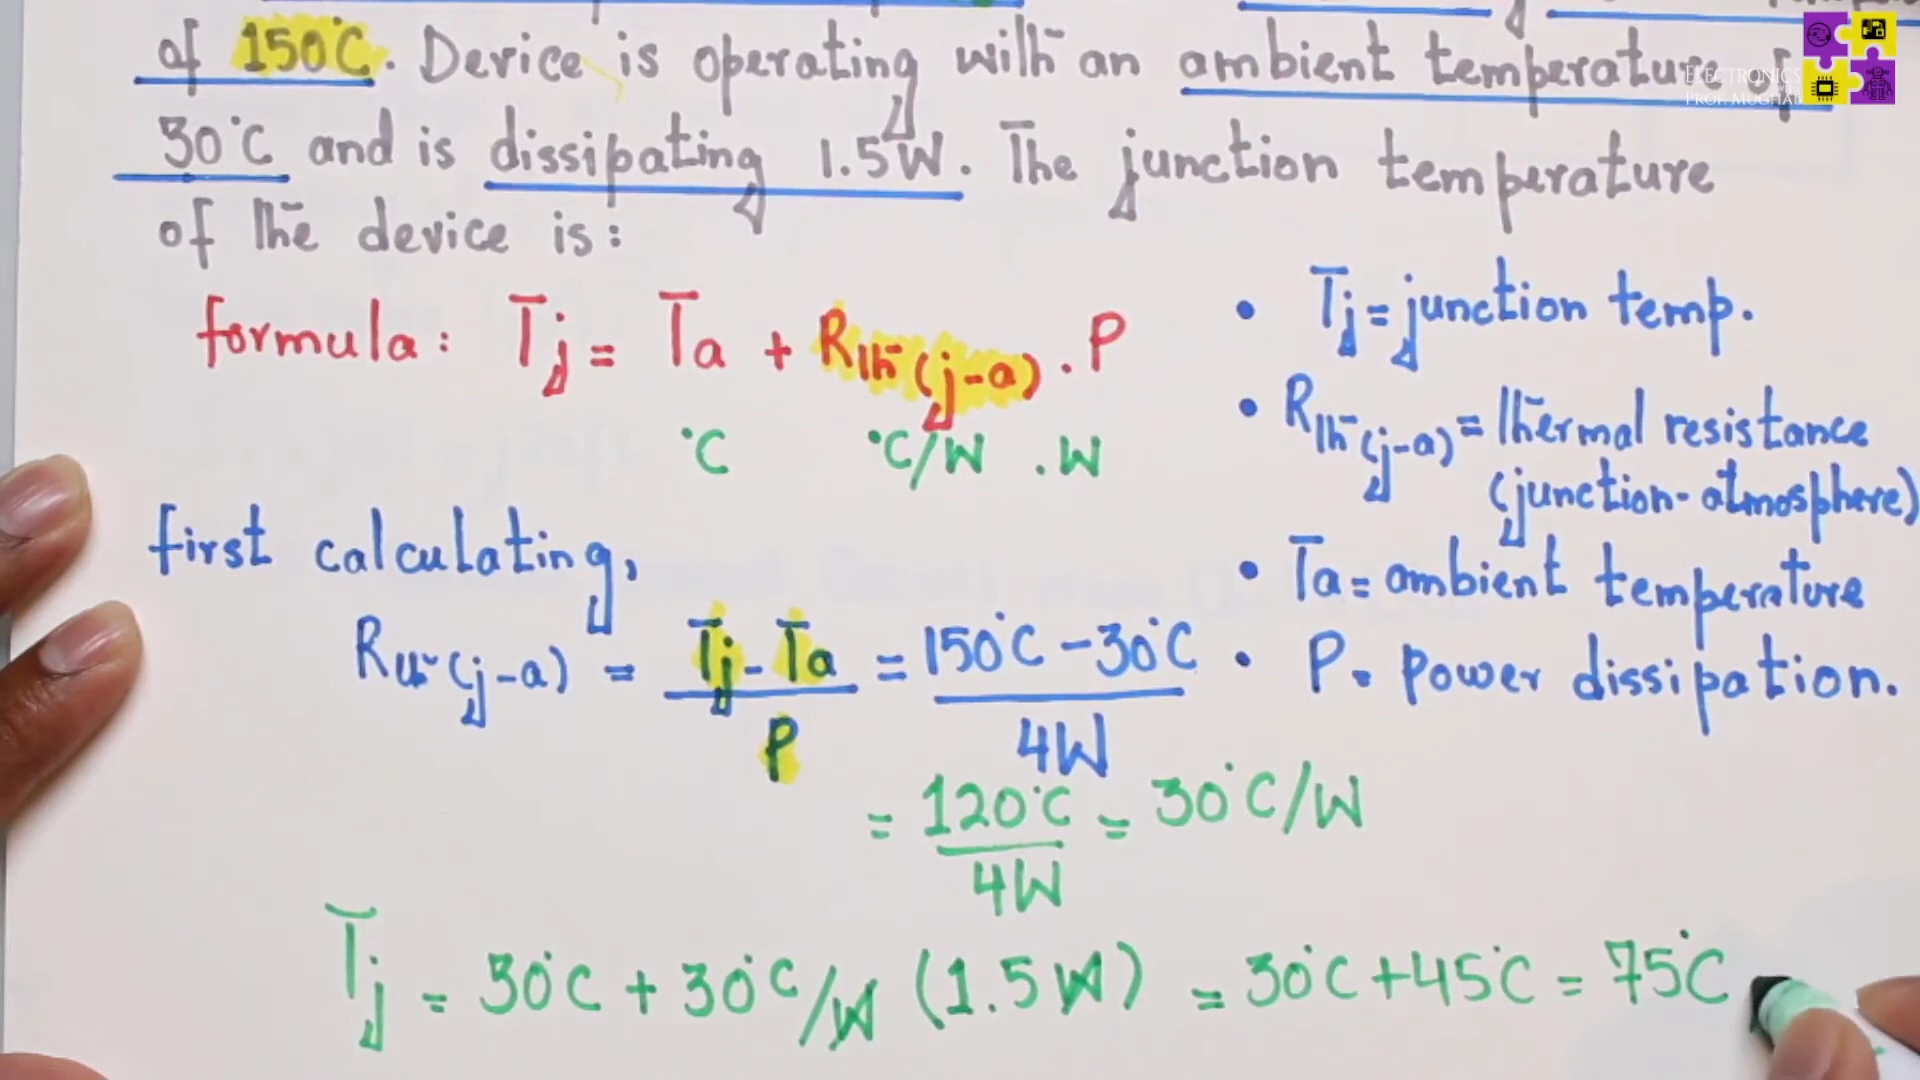 of 150°C. Device is operating with an ambient temperature of
30°C and is dissipating 1.5W. The junction temperature
of the device is:
formula: Tj = Ta + Rth(j-a) . P
°C °C/W . W
first calculating,
Rth(j-a) = Tj - Ta / P = 150°C - 30°C / 4W
= 120°C / 4W = 30°C/W
Tj = 30°C + 30°C/W (1.5W) = 30°C + 45°C = 75°C
• Tj = junction temp.
• Rth(j-a) = thermal resistance
(junction-atmosphere)
• Ta = ambient temperature
• P = power dissipation.
ELECTRONICS
PROF. MUGHAL